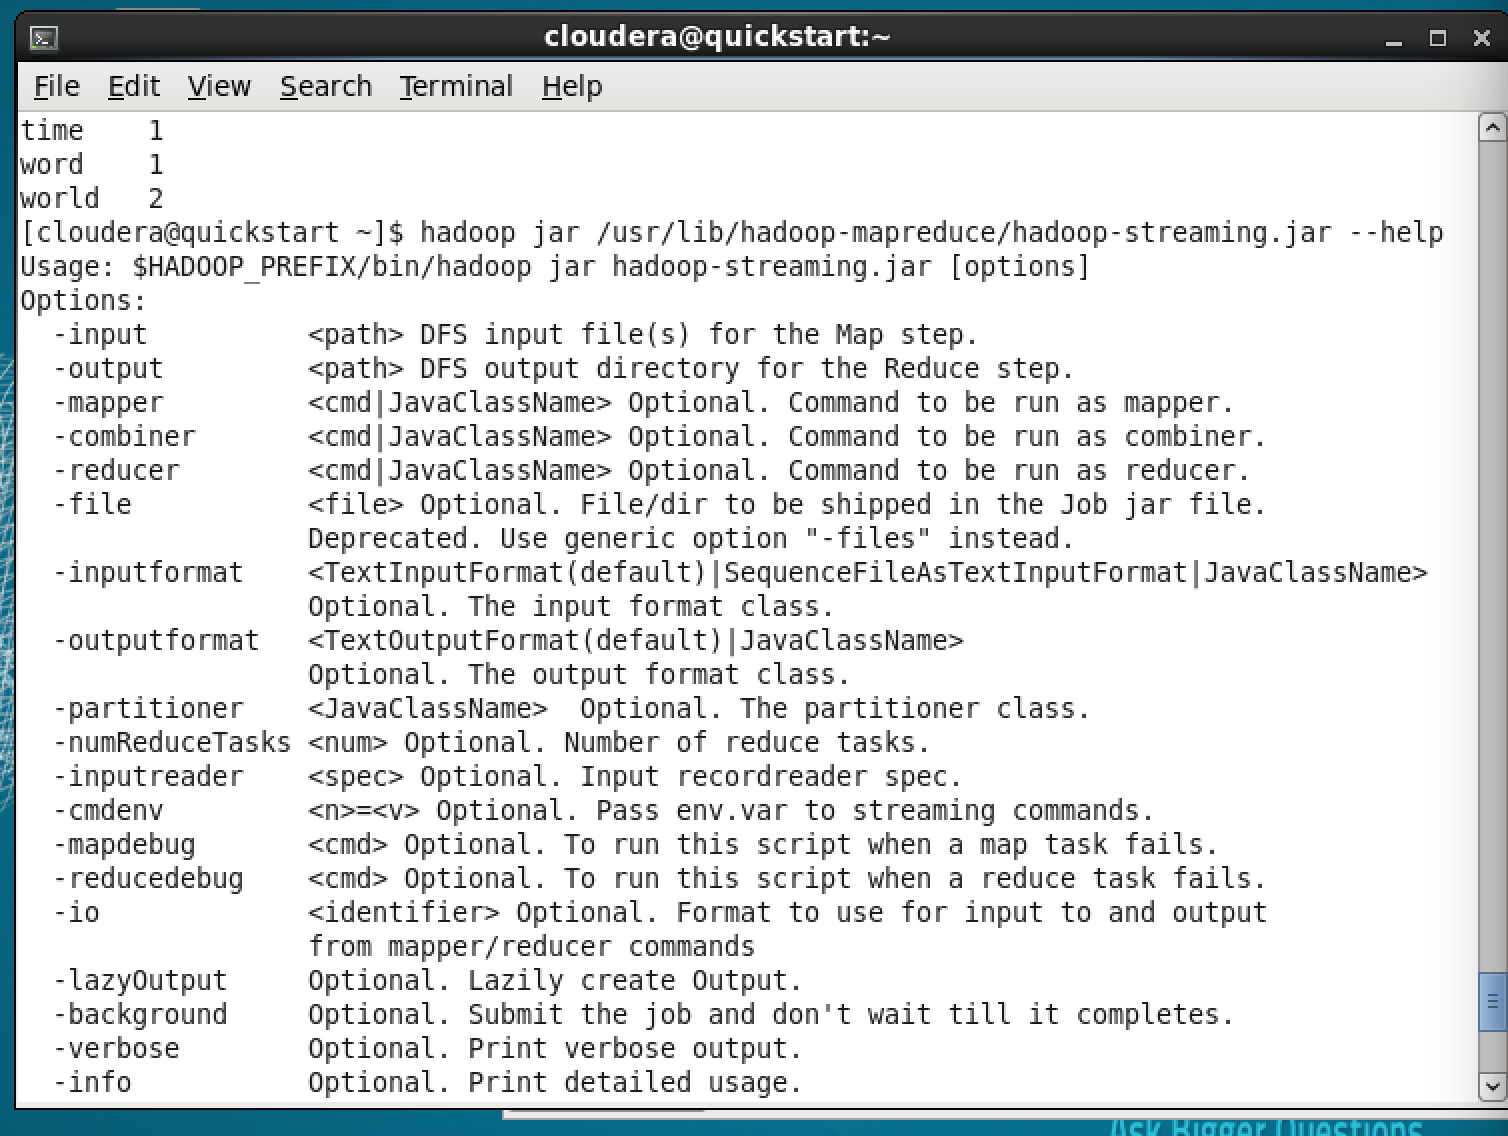 cloudera@quickstart:~
File Edit View Search Terminal Help
time    1
word    1
world   2
[cloudera@quickstart ~]$ hadoop jar /usr/lib/hadoop-mapreduce/hadoop-streaming.jar --help
Usage: $HADOOP_PREFIX/bin/hadoop jar hadoop-streaming.jar [options]
Options:
  -input          <path> DFS input file(s) for the Map step.
  -output         <path> DFS output directory for the Reduce step.
  -mapper         <cmd|JavaClassName> Optional. Command to be run as mapper.
  -combiner       <cmd|JavaClassName> Optional. Command to be run as combiner.
  -reducer        <cmd|JavaClassName> Optional. Command to be run as reducer.
  -file           <file> Optional. File/dir to be shipped in the Job jar file.
                  Deprecated. Use generic option "-files" instead.
  -inputformat    <TextInputFormat(default)|SequenceFileAsTextInputFormat|JavaClassName>
                  Optional. The input format class.
  -outputformat   <TextOutputFormat(default)|JavaClassName>
                  Optional. The output format class.
  -partitioner    <JavaClassName>  Optional. The partitioner class.
  -numReduceTasks <num> Optional. Number of reduce tasks.
  -inputreader    <spec> Optional. Input recordreader spec.
  -cmdenv         <n>=<v> Optional. Pass env.var to streaming commands.
  -mapdebug       <cmd> Optional. To run this script when a map task fails.
  -reducedebug    <cmd> Optional. To run this script when a reduce task fails.
  -io             <identifier> Optional. Format to use for input to and output
                  from mapper/reducer commands
  -lazyOutput     Optional. Lazily create Output.
  -background     Optional. Submit the job and don't wait till it completes.
  -verbose        Optional. Print verbose output.
  -info           Optional. Print detailed usage.
Ask Bigger Questions